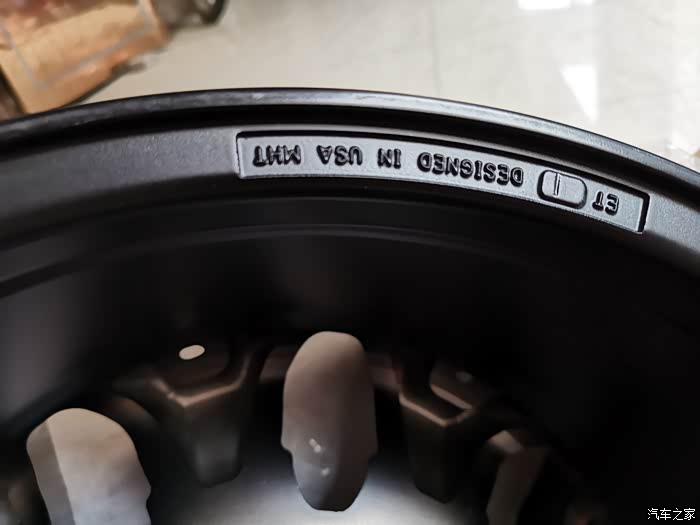 ET DESIGNED IN USA MHT
汽车之家